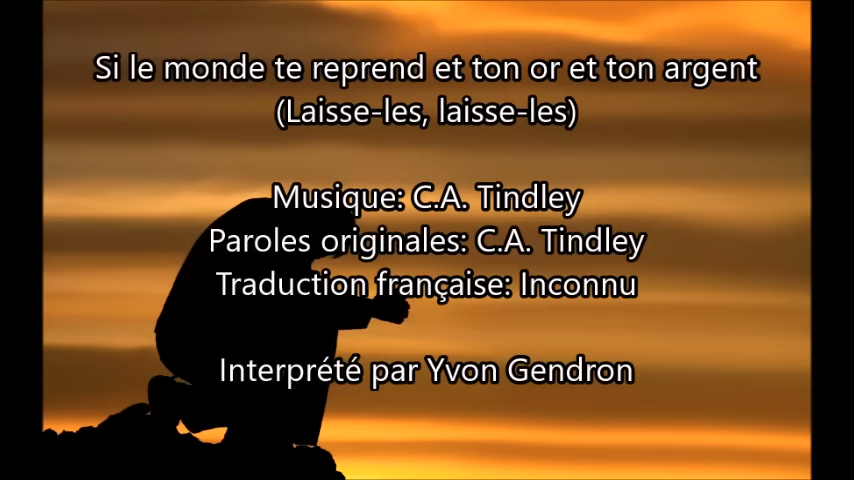 Si le monde te reprend et ton or et ton argent
(Laisse-les, laisse-les)
Musique: C.A. Tindley
Paroles originales: C.A. Tindley
Traduction française: Inconnu
Interprété par Yvon Gendron